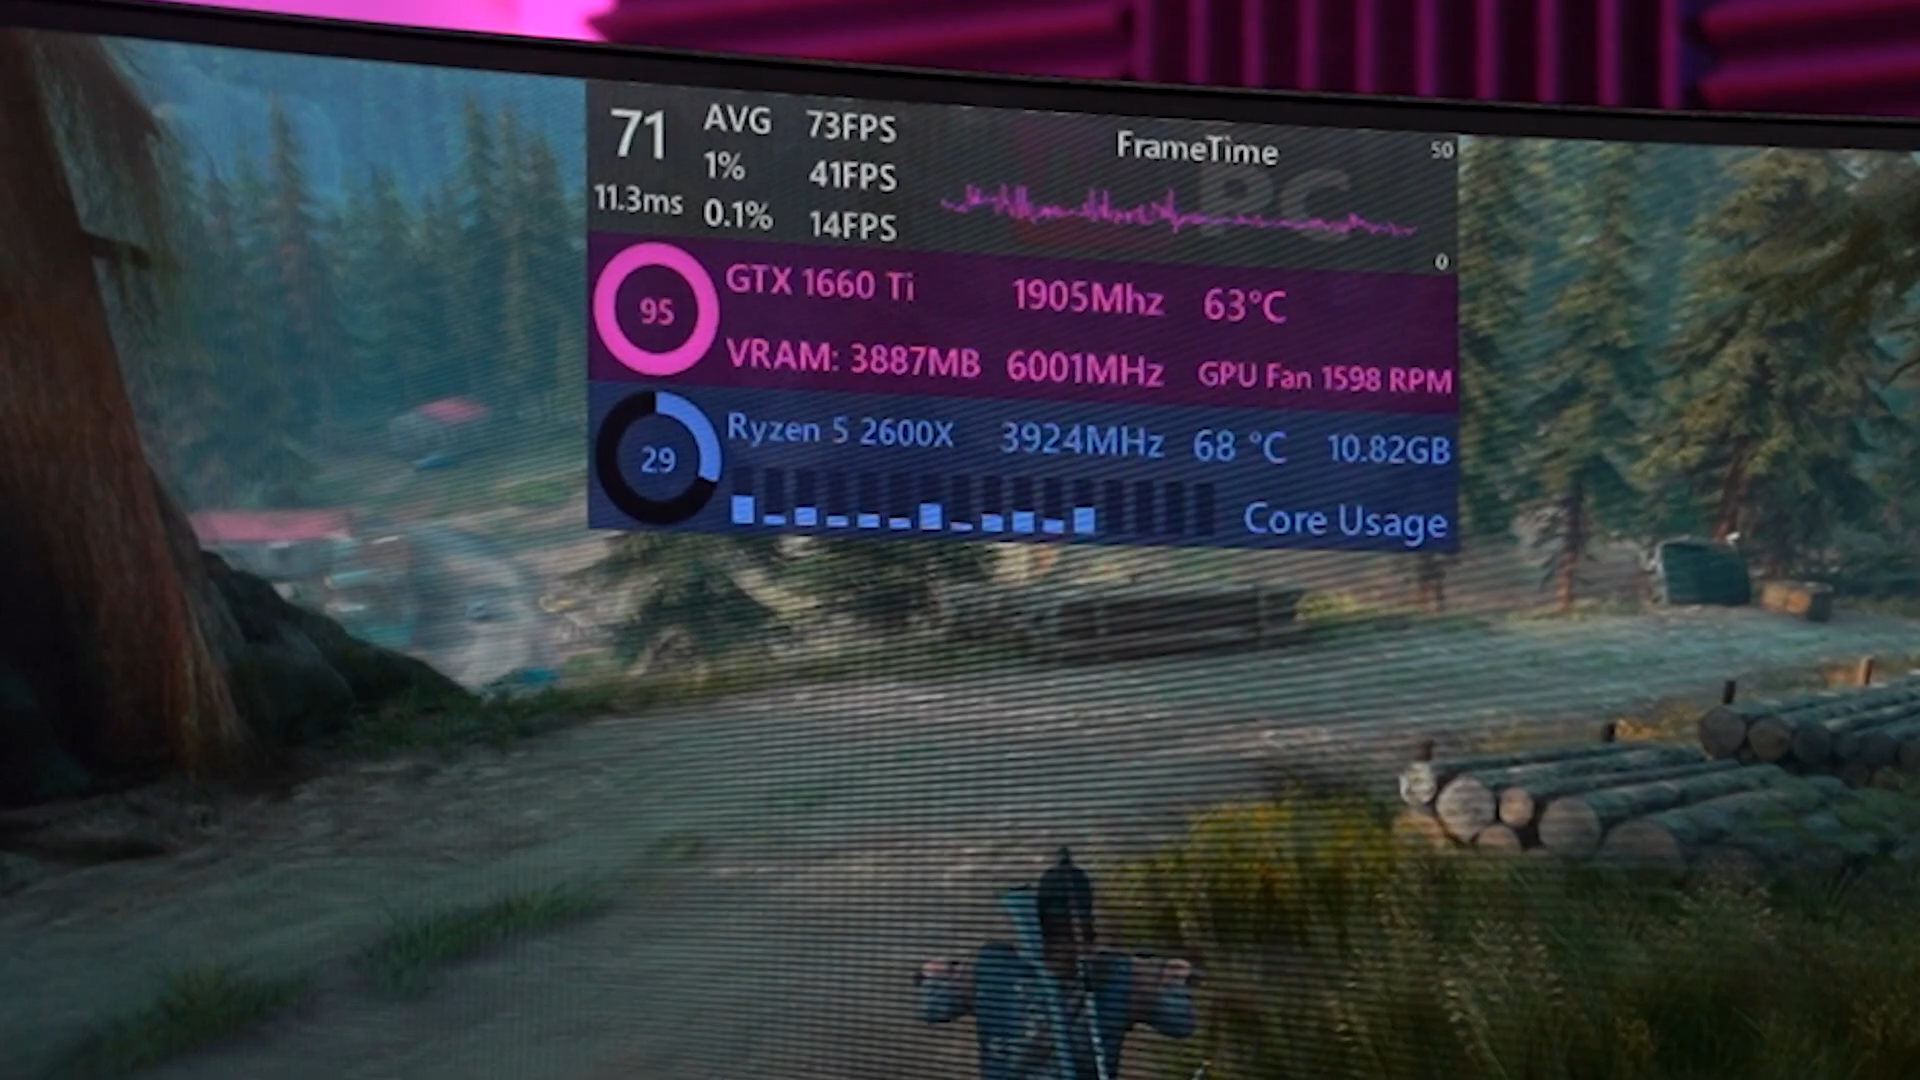 71 AVG 73FPS
1% 41FPS
11.3ms 0.1% 14FPS
FrameTime 50
0
PC
95 GTX 1660 Ti 1905Mhz 63°C
VRAM: 3887MB 6001MHz GPU Fan 1598 RPM
29 Ryzen 5 2600X 3924MHz 68 °C 10.82GB
Core Usage